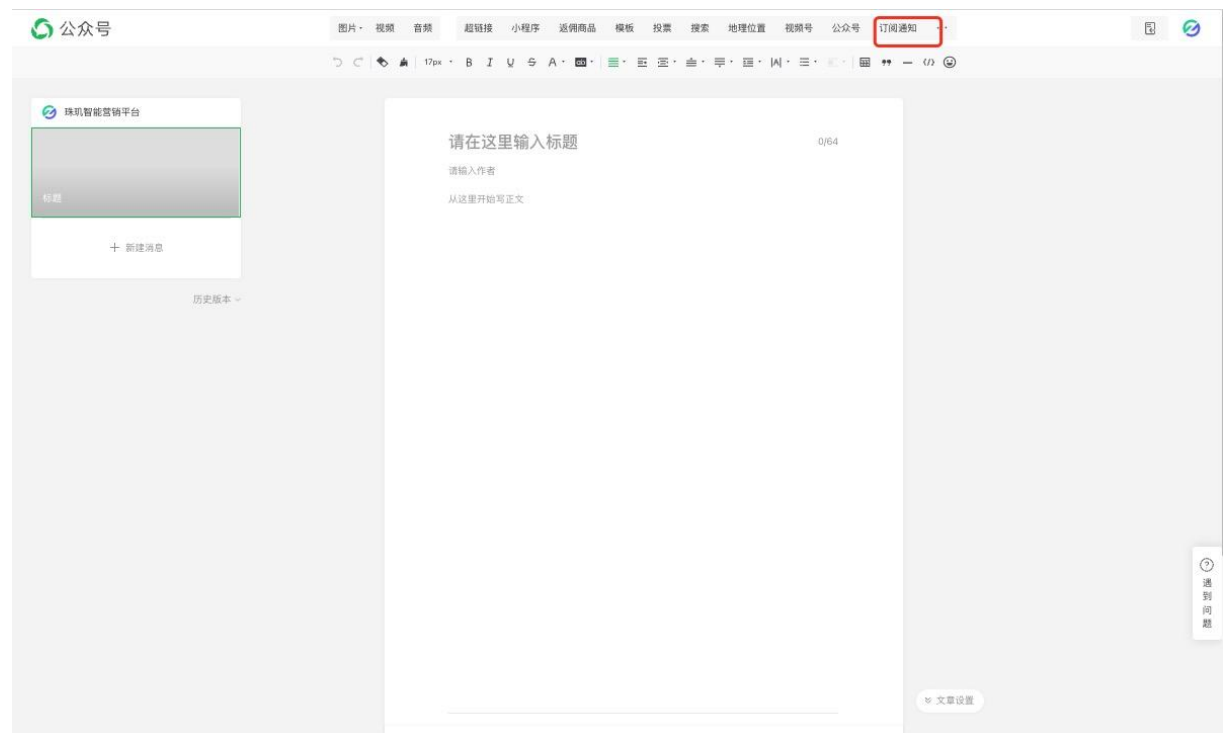 公众号
图片 视频 音频 超链接 小程序 返佣商品 模板 投票 搜索 地理位置 视频号 公众号 订阅通知 ···
17px B I U S A
珠玑智能营销平台
标题
+ 新建消息
历史版本
请在这里输入标题 0/64
请输入作者
从这里开始写正文
遇到问题
文章设置